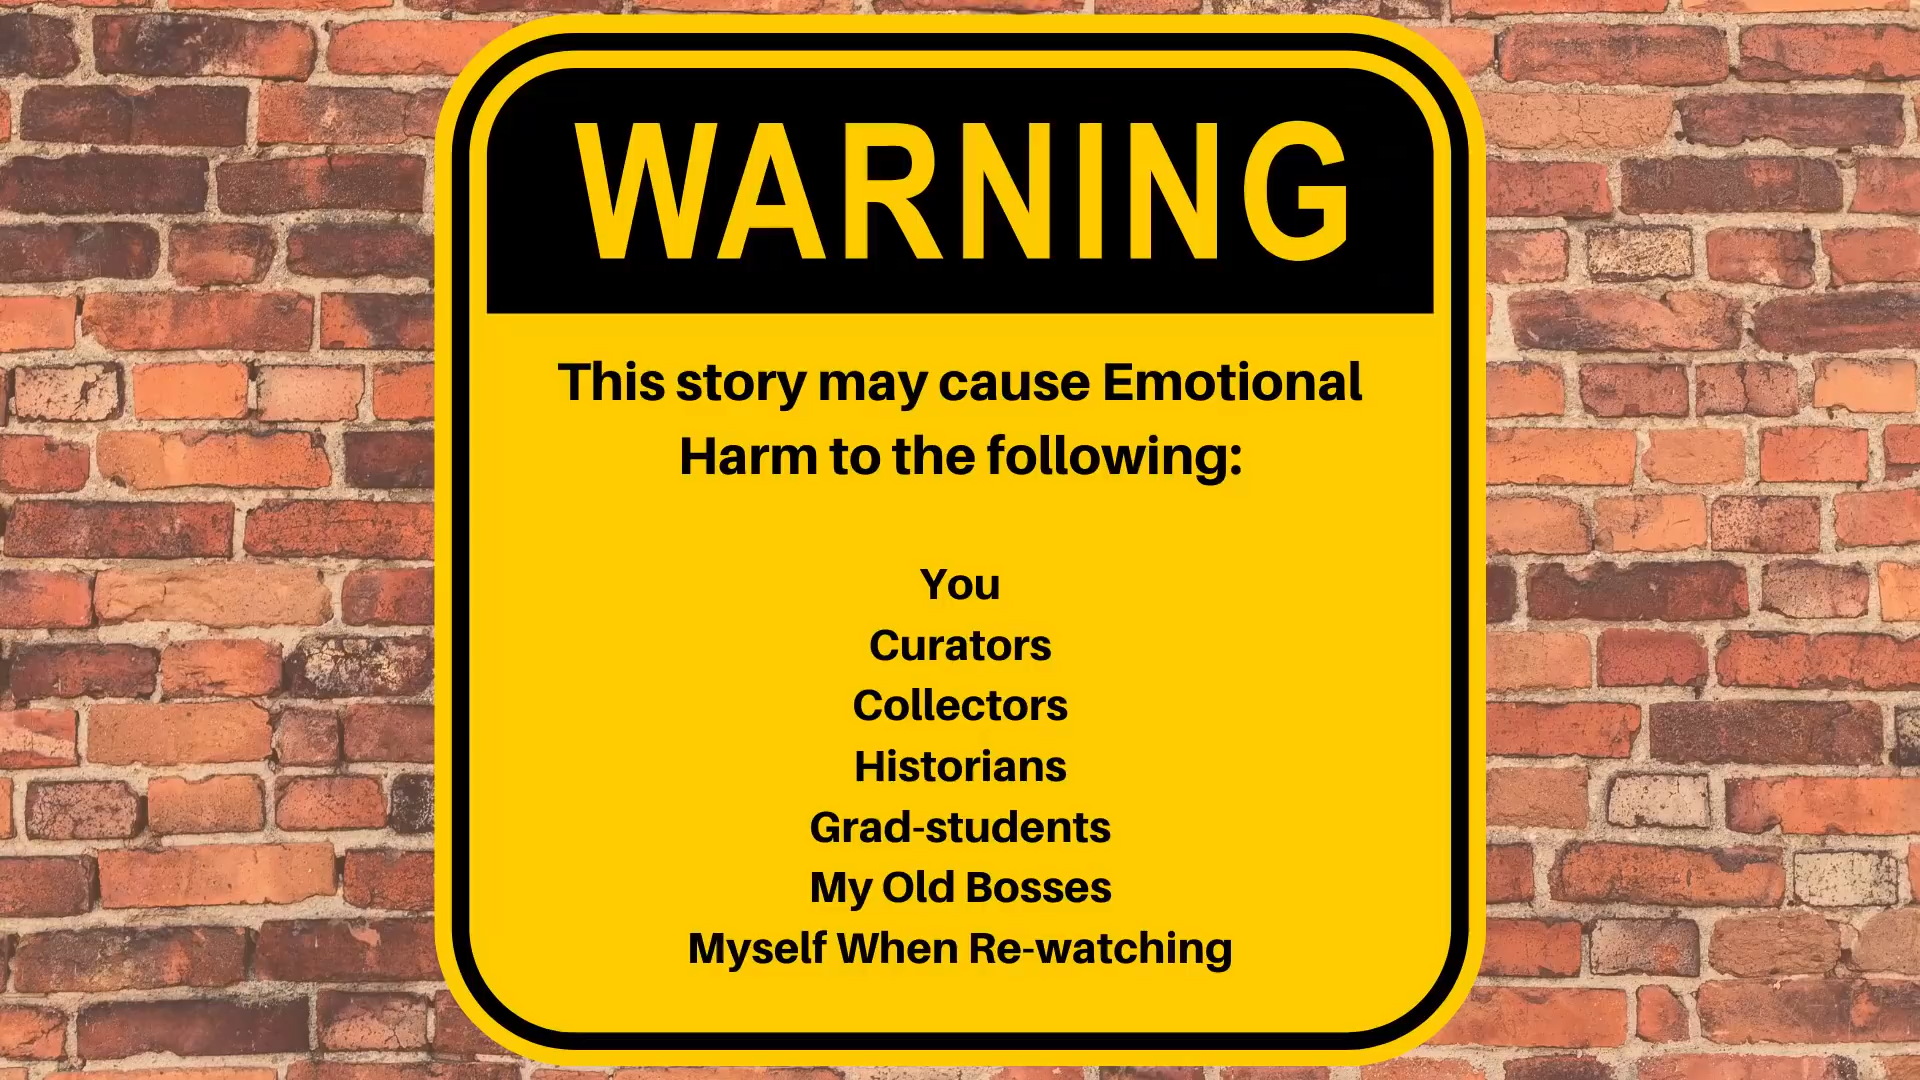 WARNING
This story may cause Emotional
Harm to the following:
You
Curators
Collectors
Historians
Grad-students
My Old Bosses
Myself When Re-watching